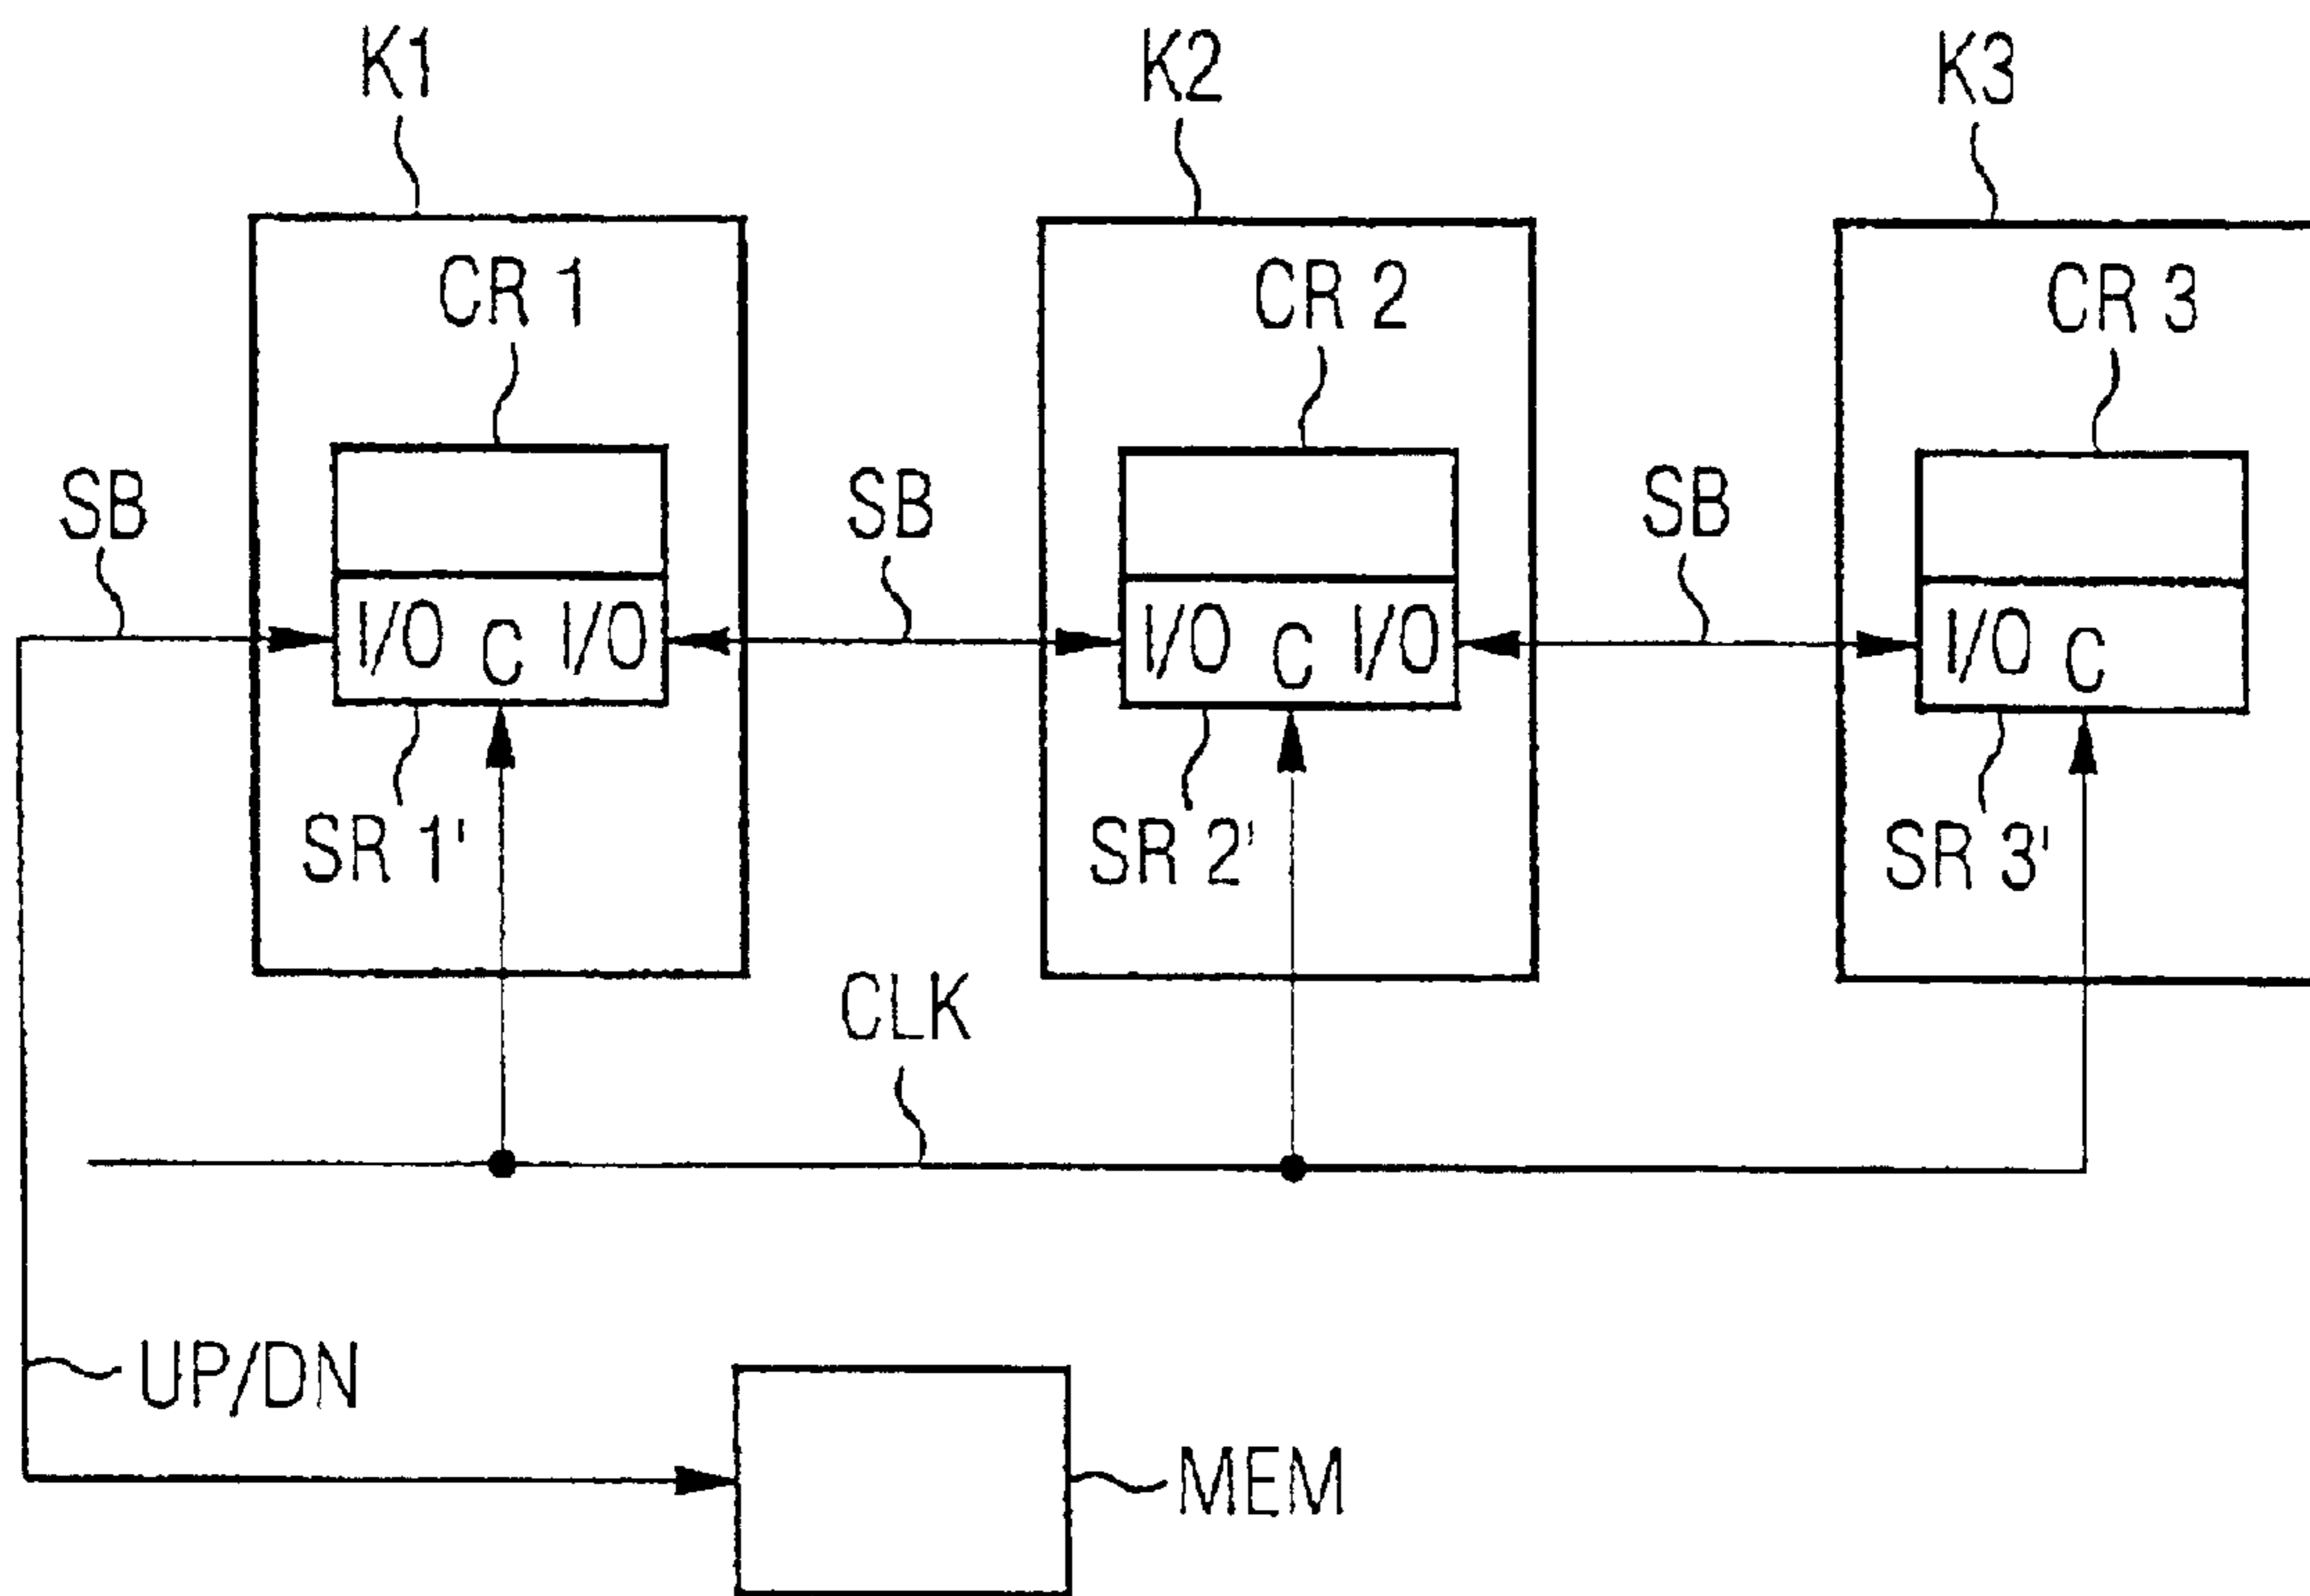 K1 K2 K3
CR 1 CR 2 CR 3
SB SB SB
I/O C I/O I/O C I/O I/O C
SR 1' SR 2' SR 3'
CLK
UP/DN
MEM